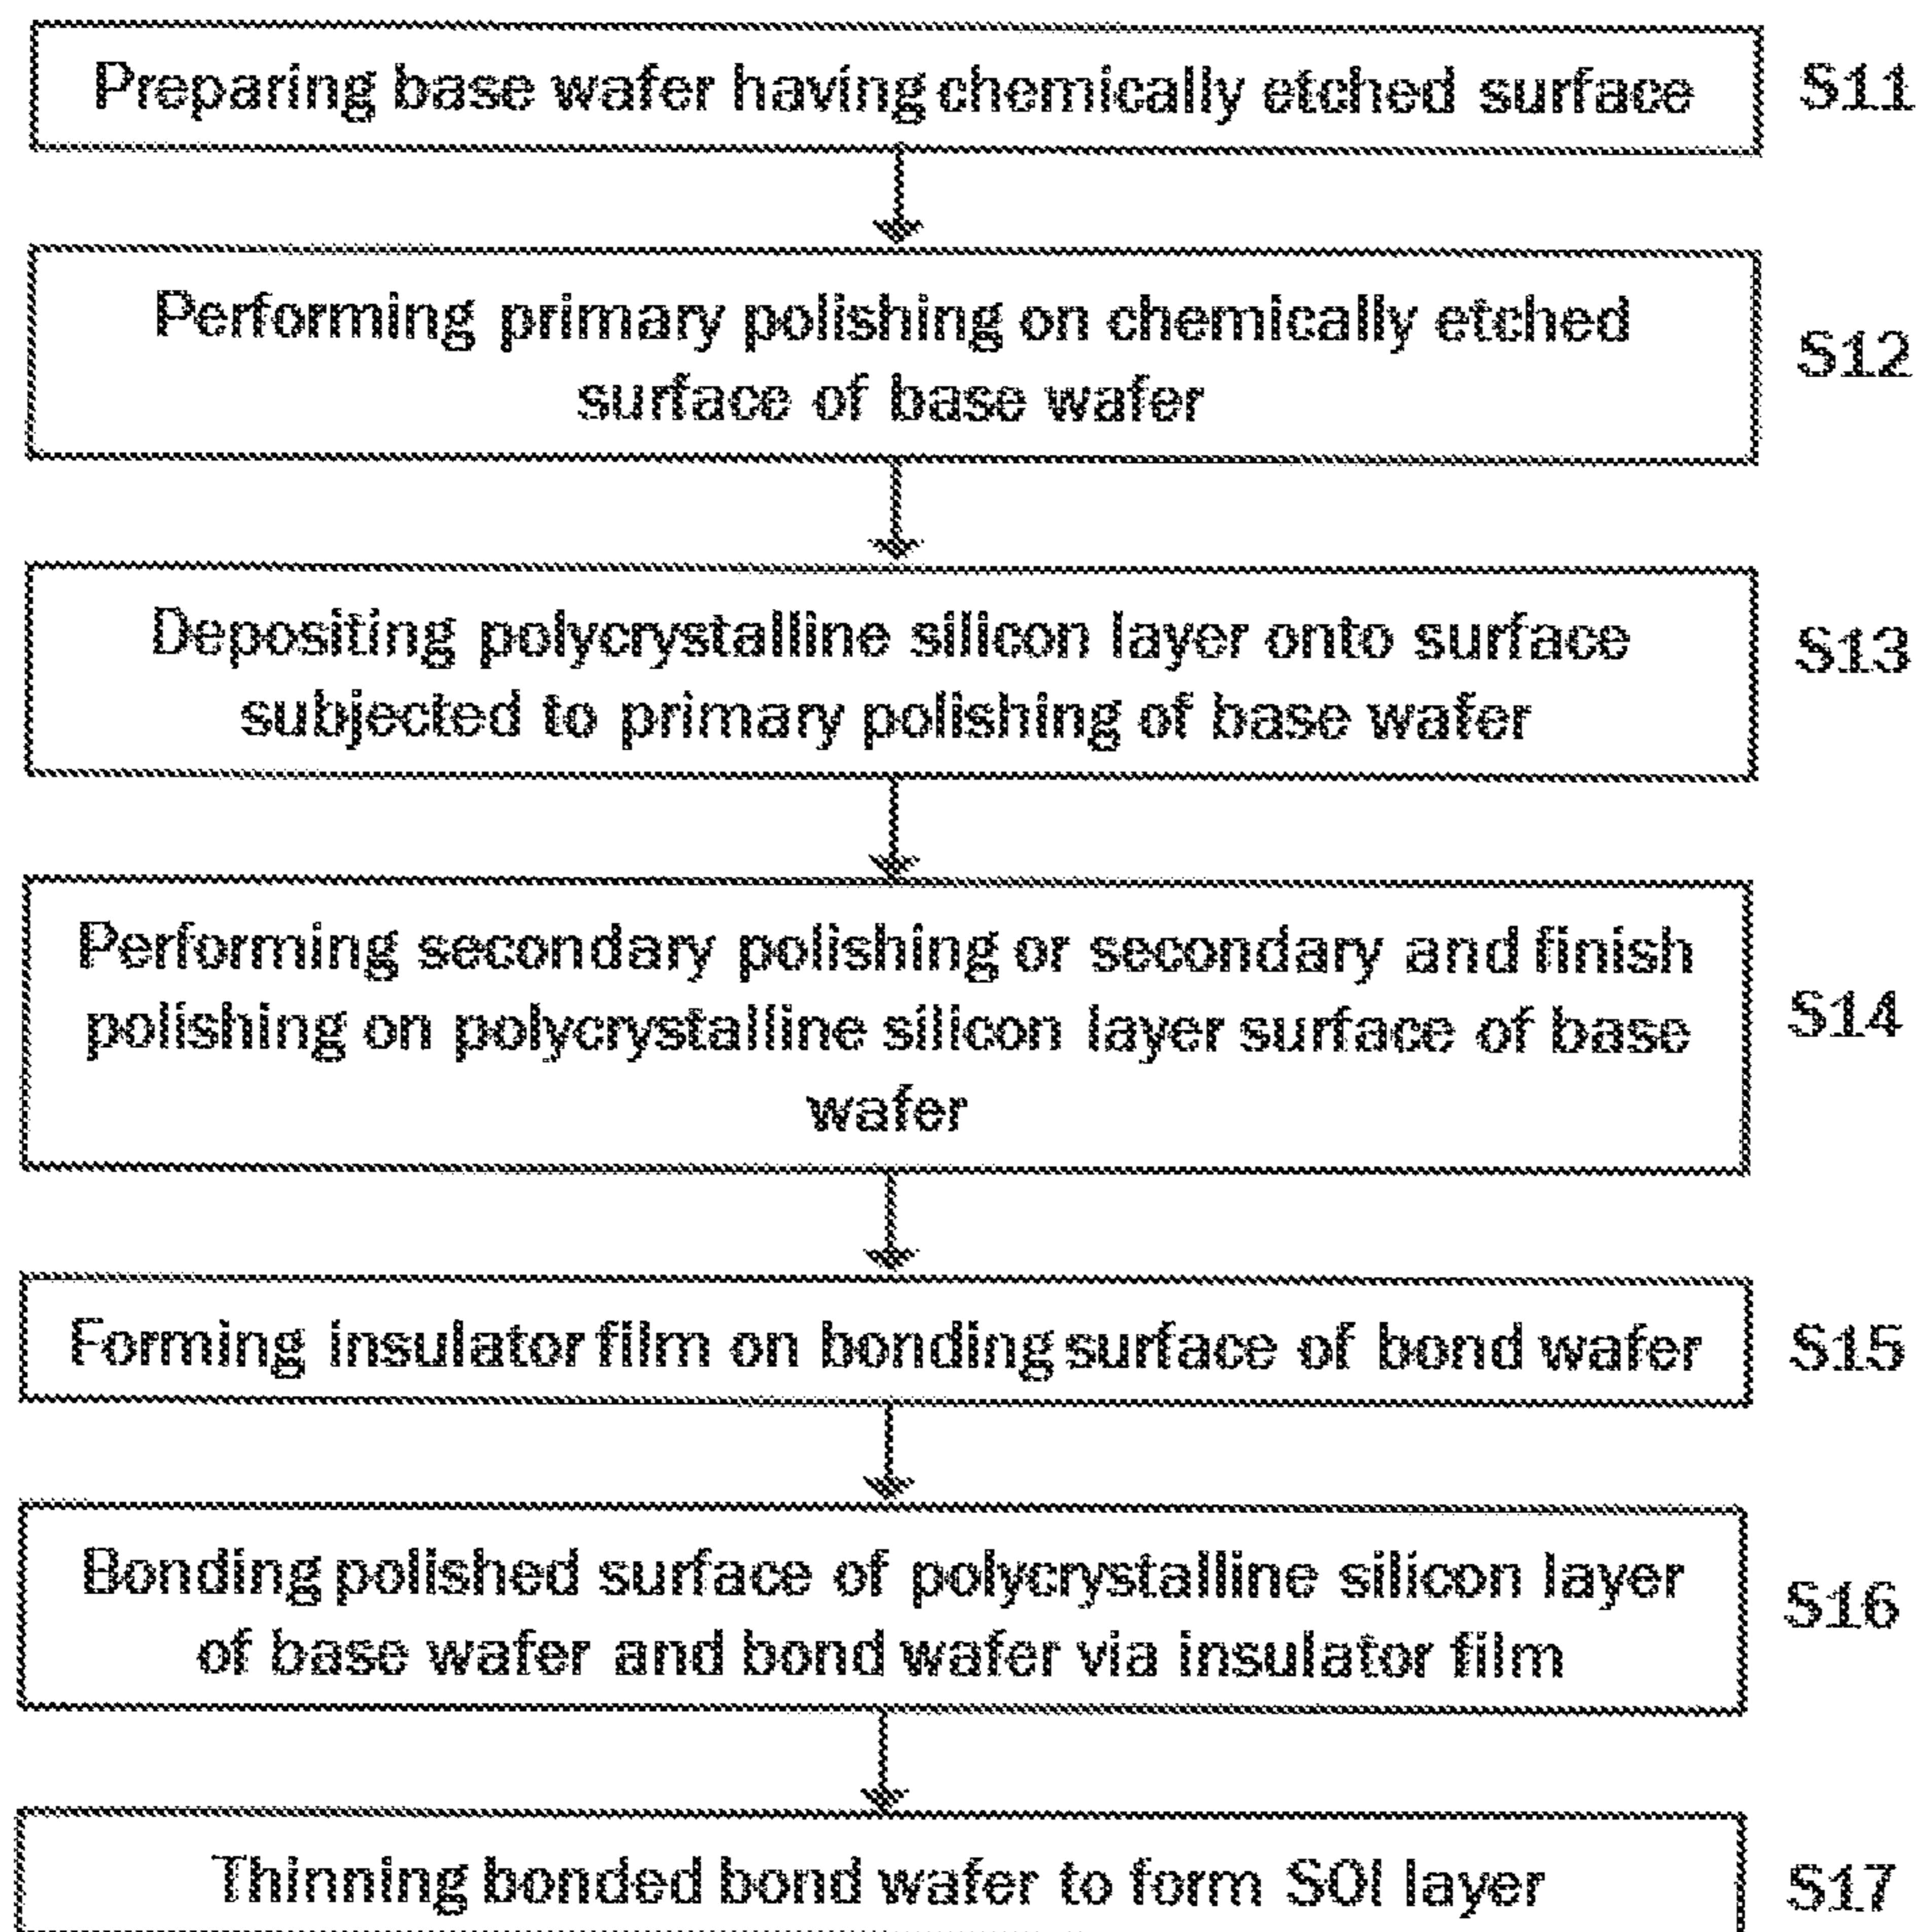 Preparing base wafer having chemically etched surface S11
Performing primary polishing on chemically etched
surface of base wafer
S12
Depositing polycrystalline silicon layer onto surface
subjected to primary polishing of base wafer
S13
Performing secondary polishing or secondary and finish
polishing on polycrystalline silicon layer surface of base
wafer
S14
Forming insulator film on bonding surface of bond wafer S15
Bonding polished surface of polycrystalline silicon layer
of base wafer and bond wafer via insulator film
S16
Thinning bonded bond wafer to form SOI layer S17